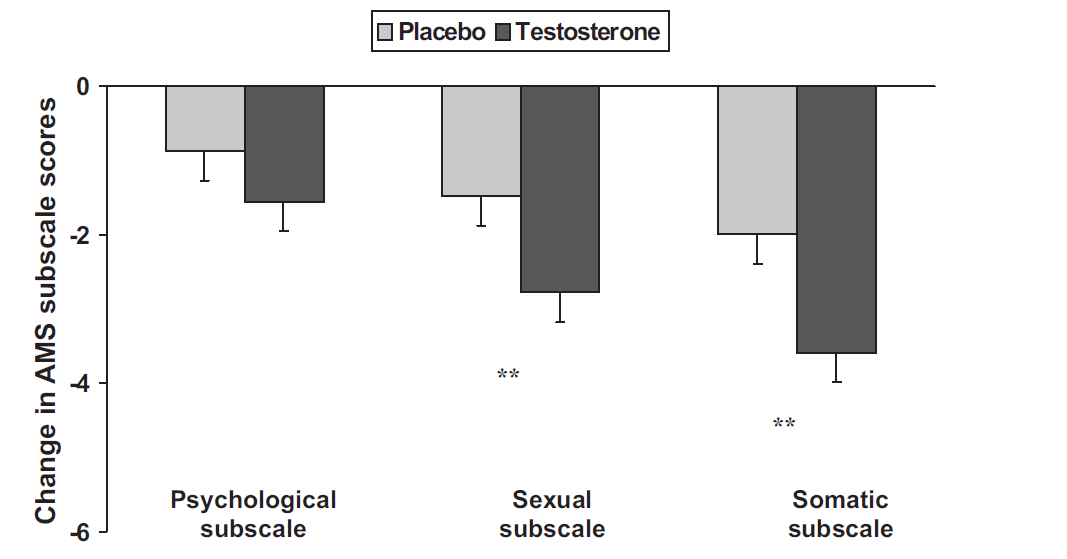 Placebo Testosterone
Change in AMS subscale scores
0
-2
-4
-6
**
**
Psychological
subscale
Sexual
subscale
Somatic
subscale